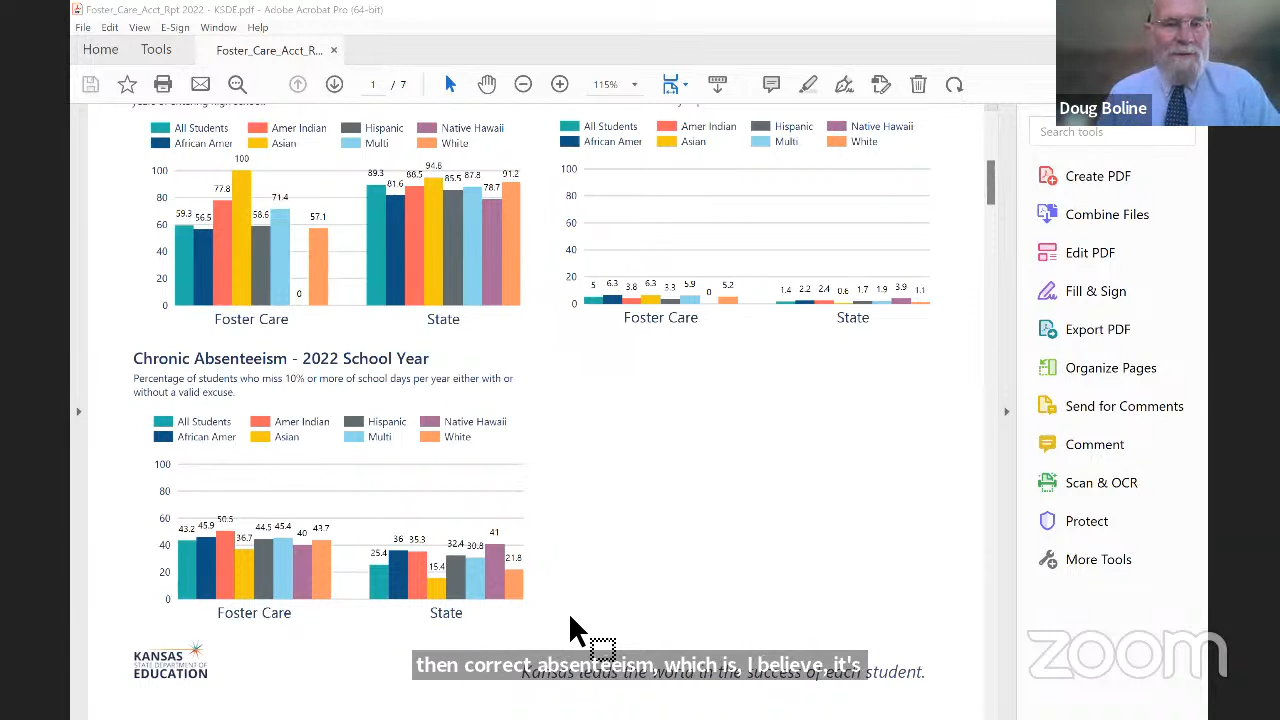 Foster_Care_Acct_Rpt 2022 - KSDE.pdf - Adobe Acrobat Pro (64-bit)
File Edit View E-Sign Window Help
Home Tools Foster_Care_Acct_R... ×
1 / 7 115%
Doug Boline
Search tools
Create PDF
Combine Files
Edit PDF
Fill & Sign
Export PDF
Organize Pages
Send for Comments
Comment
Scan & OCR
Protect
More Tools
years of entering high school.
All Students Amer Indian Hispanic Native Hawaii
African Amer Asian Multi White
100
80
60
40
20
0
59.3 56.5 77.8 100 58.6 71.4 0 57.1
89.3 81.6 88.5 94.6 85.5 87.8 78.7 91.2
Foster Care State
All Students Amer Indian Hispanic Native Hawaii
African Amer Asian Multi White
100
80
60
40
20
0
5 6.3 3.8 6.3 3.3 5.9 0 5.2
1.4 2.2 2.4 0.6 1.7 1.9 3.9 1.1
Foster Care State
Chronic Absenteeism - 2022 School Year
Percentage of students who miss 10% or more of school days per year either with or
without a valid excuse.
All Students Amer Indian Hispanic Native Hawaii
African Amer Asian Multi White
100
80
60
40
20
0
43.2 45.9 50.5 36.7 44.5 45.4 40 43.7
25.4 36 35.3 15.4 32.4 30.8 41 21.8
Foster Care State
KANSAS
STATE DEPARTMENT OF
EDUCATION
Kansas leads the world in the success of each student.
then correct absenteeism, which is, I believe, it's
zoom